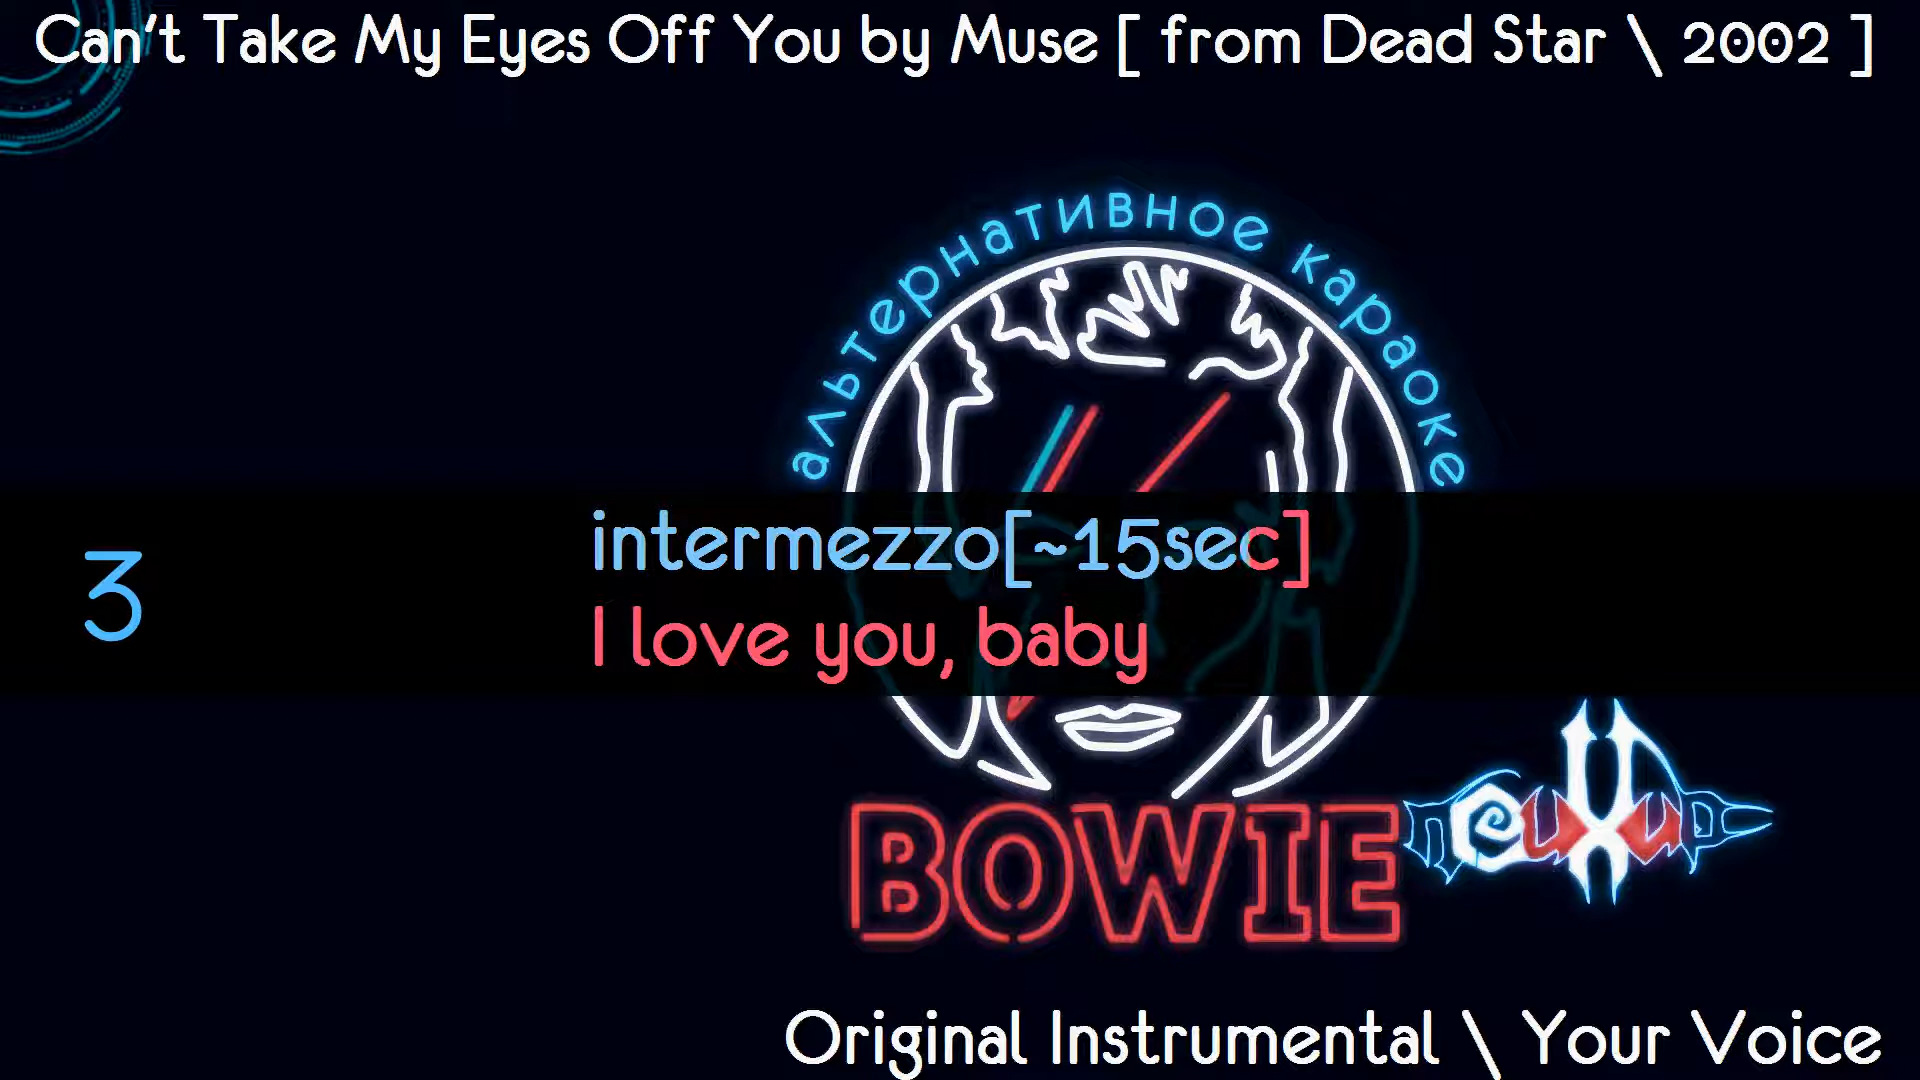 Can't Take My Eyes Off You by Muse [ from Dead Star \ 2002 ]
альтернативное караоке
3
intermezzo[~15sec]
I love you, baby
BOWIE
Original Instrumental \ Your Voice